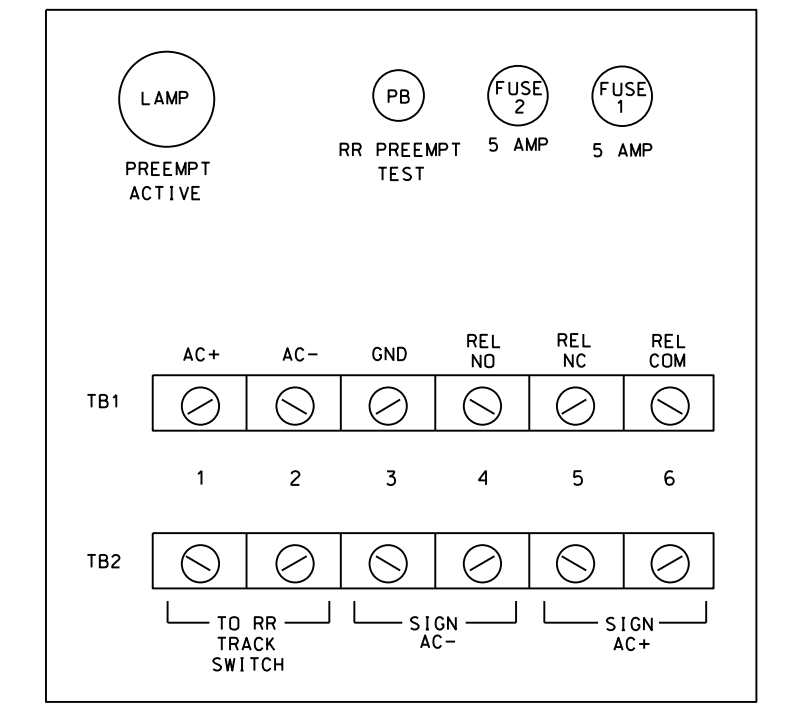 LAMP
PREEMPT
ACTIVE
PB
RR PREEMPT
TEST
FUSE
2
5 AMP
FUSE
1
5 AMP
AC+
AC-
GND
REL
NO
REL
NC
REL
COM
TB1
1 2 3 4 5 6
TB2
TO RR
TRACK
SWITCH
SIGN
AC-
SIGN
AC+